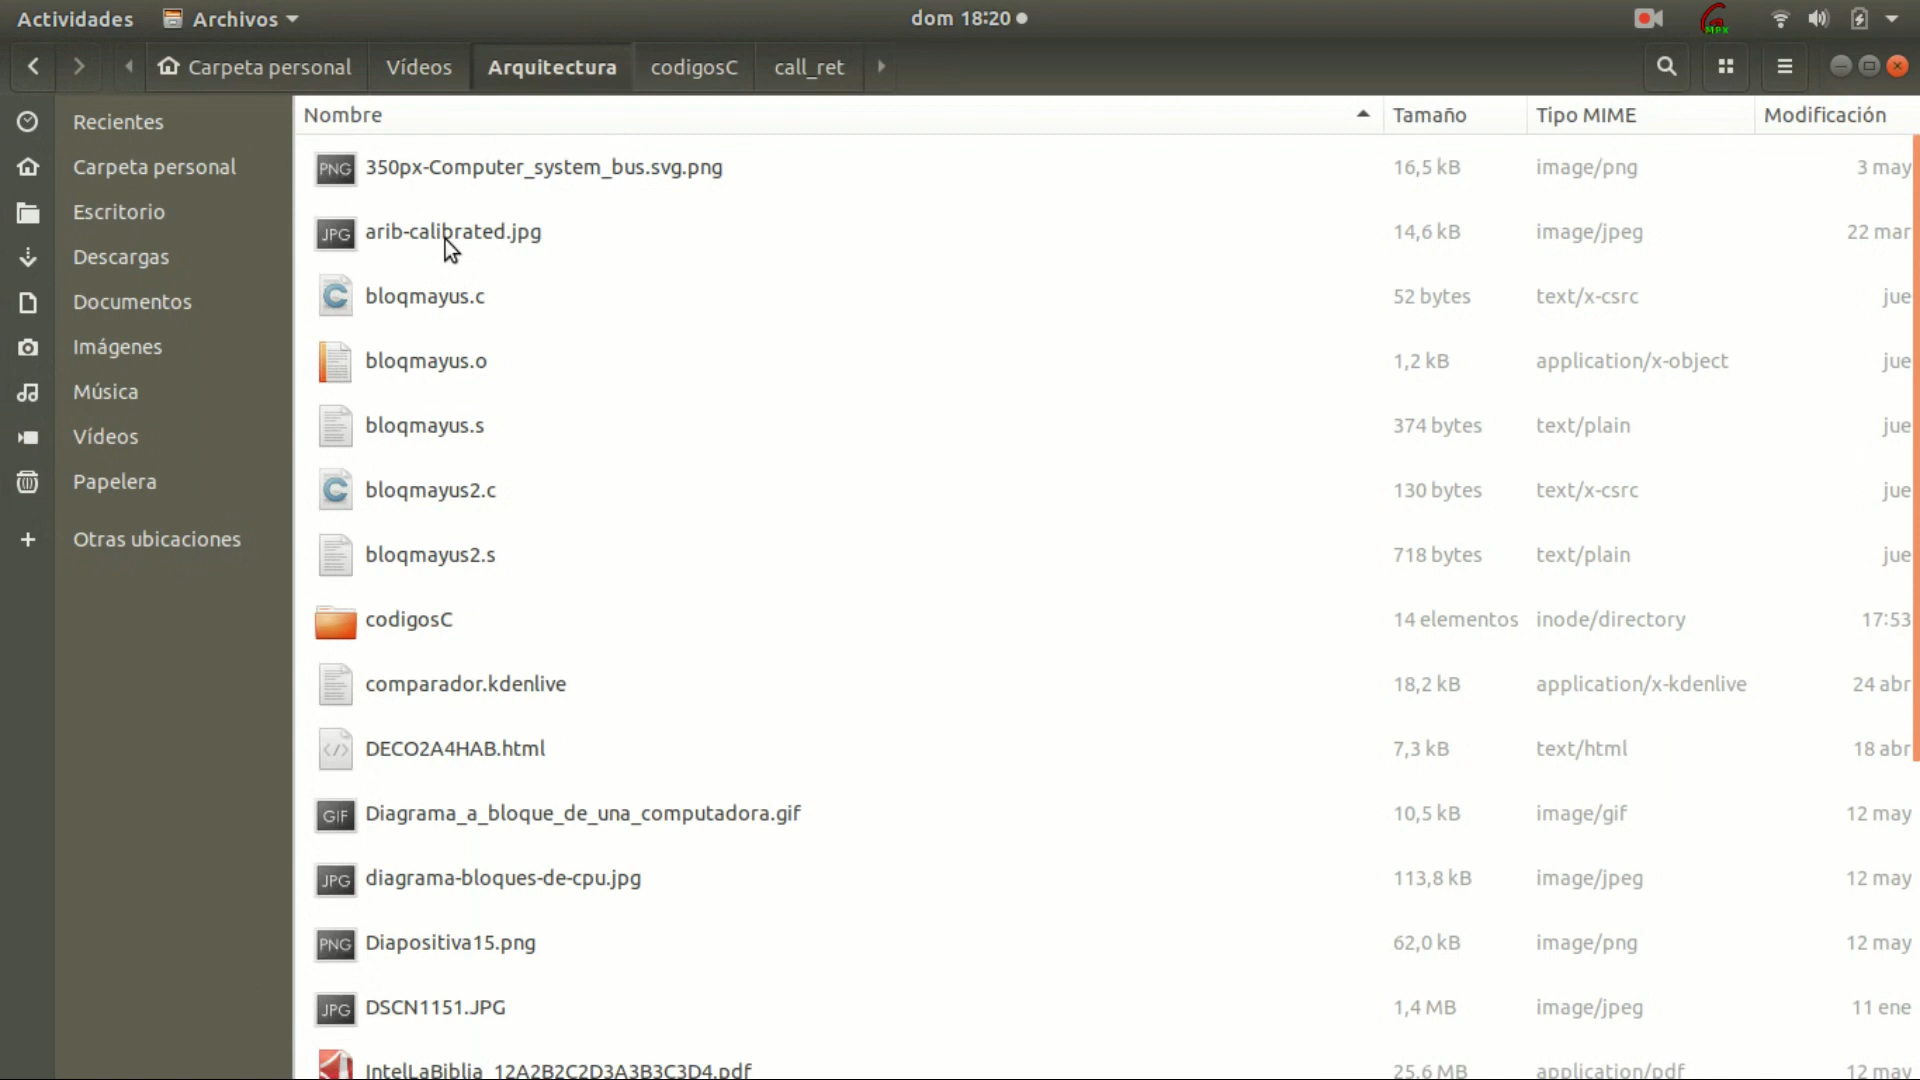 Actividades Archivos dom 18:20 MPX
Carpeta personal Vídeos Arquitectura codigosC call_ret
Nombre Tamaño Tipo MIME Modificación
Recientes
Carpeta personal
Escritorio
Descargas
Documentos
Imágenes
Música
Vídeos
Papelera
Otras ubicaciones
PNG 350px-Computer_system_bus.svg.png 16,5 kB image/png 3 may
JPG arib-calibrated.jpg 14,6 kB image/jpeg 22 mar
C bloqmayus.c 52 bytes text/x-csrc jue
bloqmayus.o 1,2 kB application/x-object jue
bloqmayus.s 374 bytes text/plain jue
C bloqmayus2.c 130 bytes text/x-csrc jue
bloqmayus2.s 718 bytes text/plain jue
codigosC 14 elementos inode/directory 17:53
comparador.kdenlive 18,2 kB application/x-kdenlive 24 abr
</> DECO2A4HAB.html 7,3 kB text/html 18 abr
GIF Diagrama_a_bloque_de_una_computadora.gif 10,5 kB image/gif 12 may
JPG diagrama-bloques-de-cpu.jpg 113,8 kB image/jpeg 12 may
PNG Diapositiva15.png 62,0 kB image/png 12 may
JPG DSCN1151.JPG 1,4 MB image/jpeg 11 ene
IntelLaBiblia_12A2B2C2D3A3B3C3D4.pdf 25,6 MB application/pdf 12 may